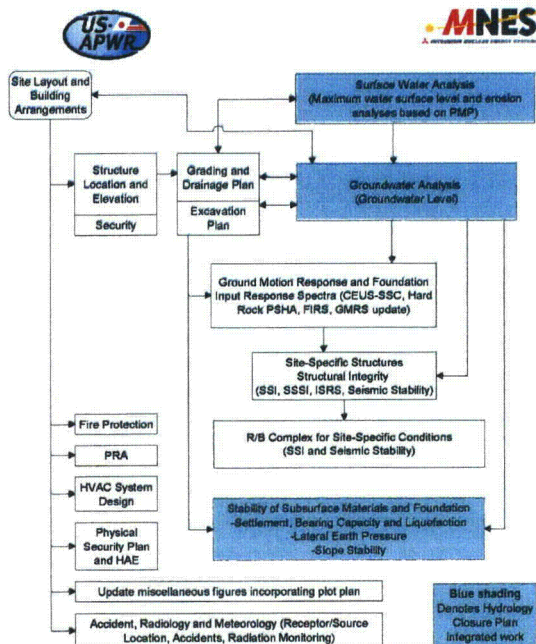 US-
APWR
MNES
MITSUBISHI NUCLEAR ENERGY SYSTEMS
Site Layout and
Building
Arrangements
Surface Water Analysis
(Maximum water surface level and erosion
analyses based on PMP)
Structure
Location and
Elevation
Security
Grading and
Drainage Plan
Excavation
Plan
Groundwater Analysis
(Groundwater Level)
Ground Motion Response and Foundation
Input Response Spectra (CEUS-SSC, Hard
Rock PSHA, FIRS, GMRS update)
Site-Specific Structures
Structural Integrity
(SSI, SSSI, ISRS, Seismic Stability)
Fire Protection
R/B Complex for Site-Specific Conditions
(SSI and Seismic Stability)
PRA
HVAC System
Design
Stability of Subsurface Materials and Foundation
-Settlement, Bearing Capacity and Liquefaction
-Lateral Earth Pressure
-Slope Stability
Physical
Security Plan
and HAE
Update miscellaneous figures incorporating plot plan
Accident, Radiology and Meteorology (Receptor/Source
Location, Accidents, Radiation Monitoring)
Blue shading
Denotes Hydrology
Closure Plan
Integrated work